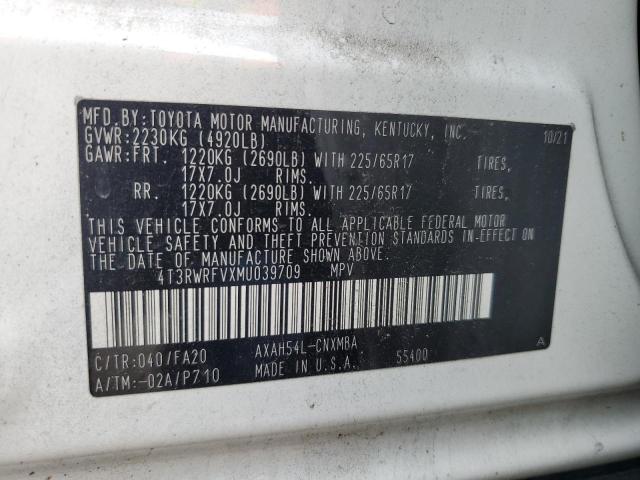 MFD.BY:TOYOTA MOTOR MANUFACTURING, KENTUCKY, INC. 10/21
GVWR:2230KG (4920LB)
GAWR:FRT. 1220KG (2690LB) WITH 225/65R17 TIRES,
17X7.0J RIMS.
RR. 1220KG (2690LB) WITH 225/65R17 TIRES,
17X7.0J RIMS.
THIS VEHICLE CONFORMS TO ALL APPLICABLE FEDERAL MOTOR
VEHICLE SAFETY AND THEFT PREVENTION STANDARDS IN-EFFECT ON
THE DATE OF MANUFACTURE SHOWN ABOVE.
4T3RWRFVXMU039709 MPV
C/TR:040/FA20 AXAH54L-CNXMBA A
A/TM:-02A/P710 MADE IN U.S.A. S5400